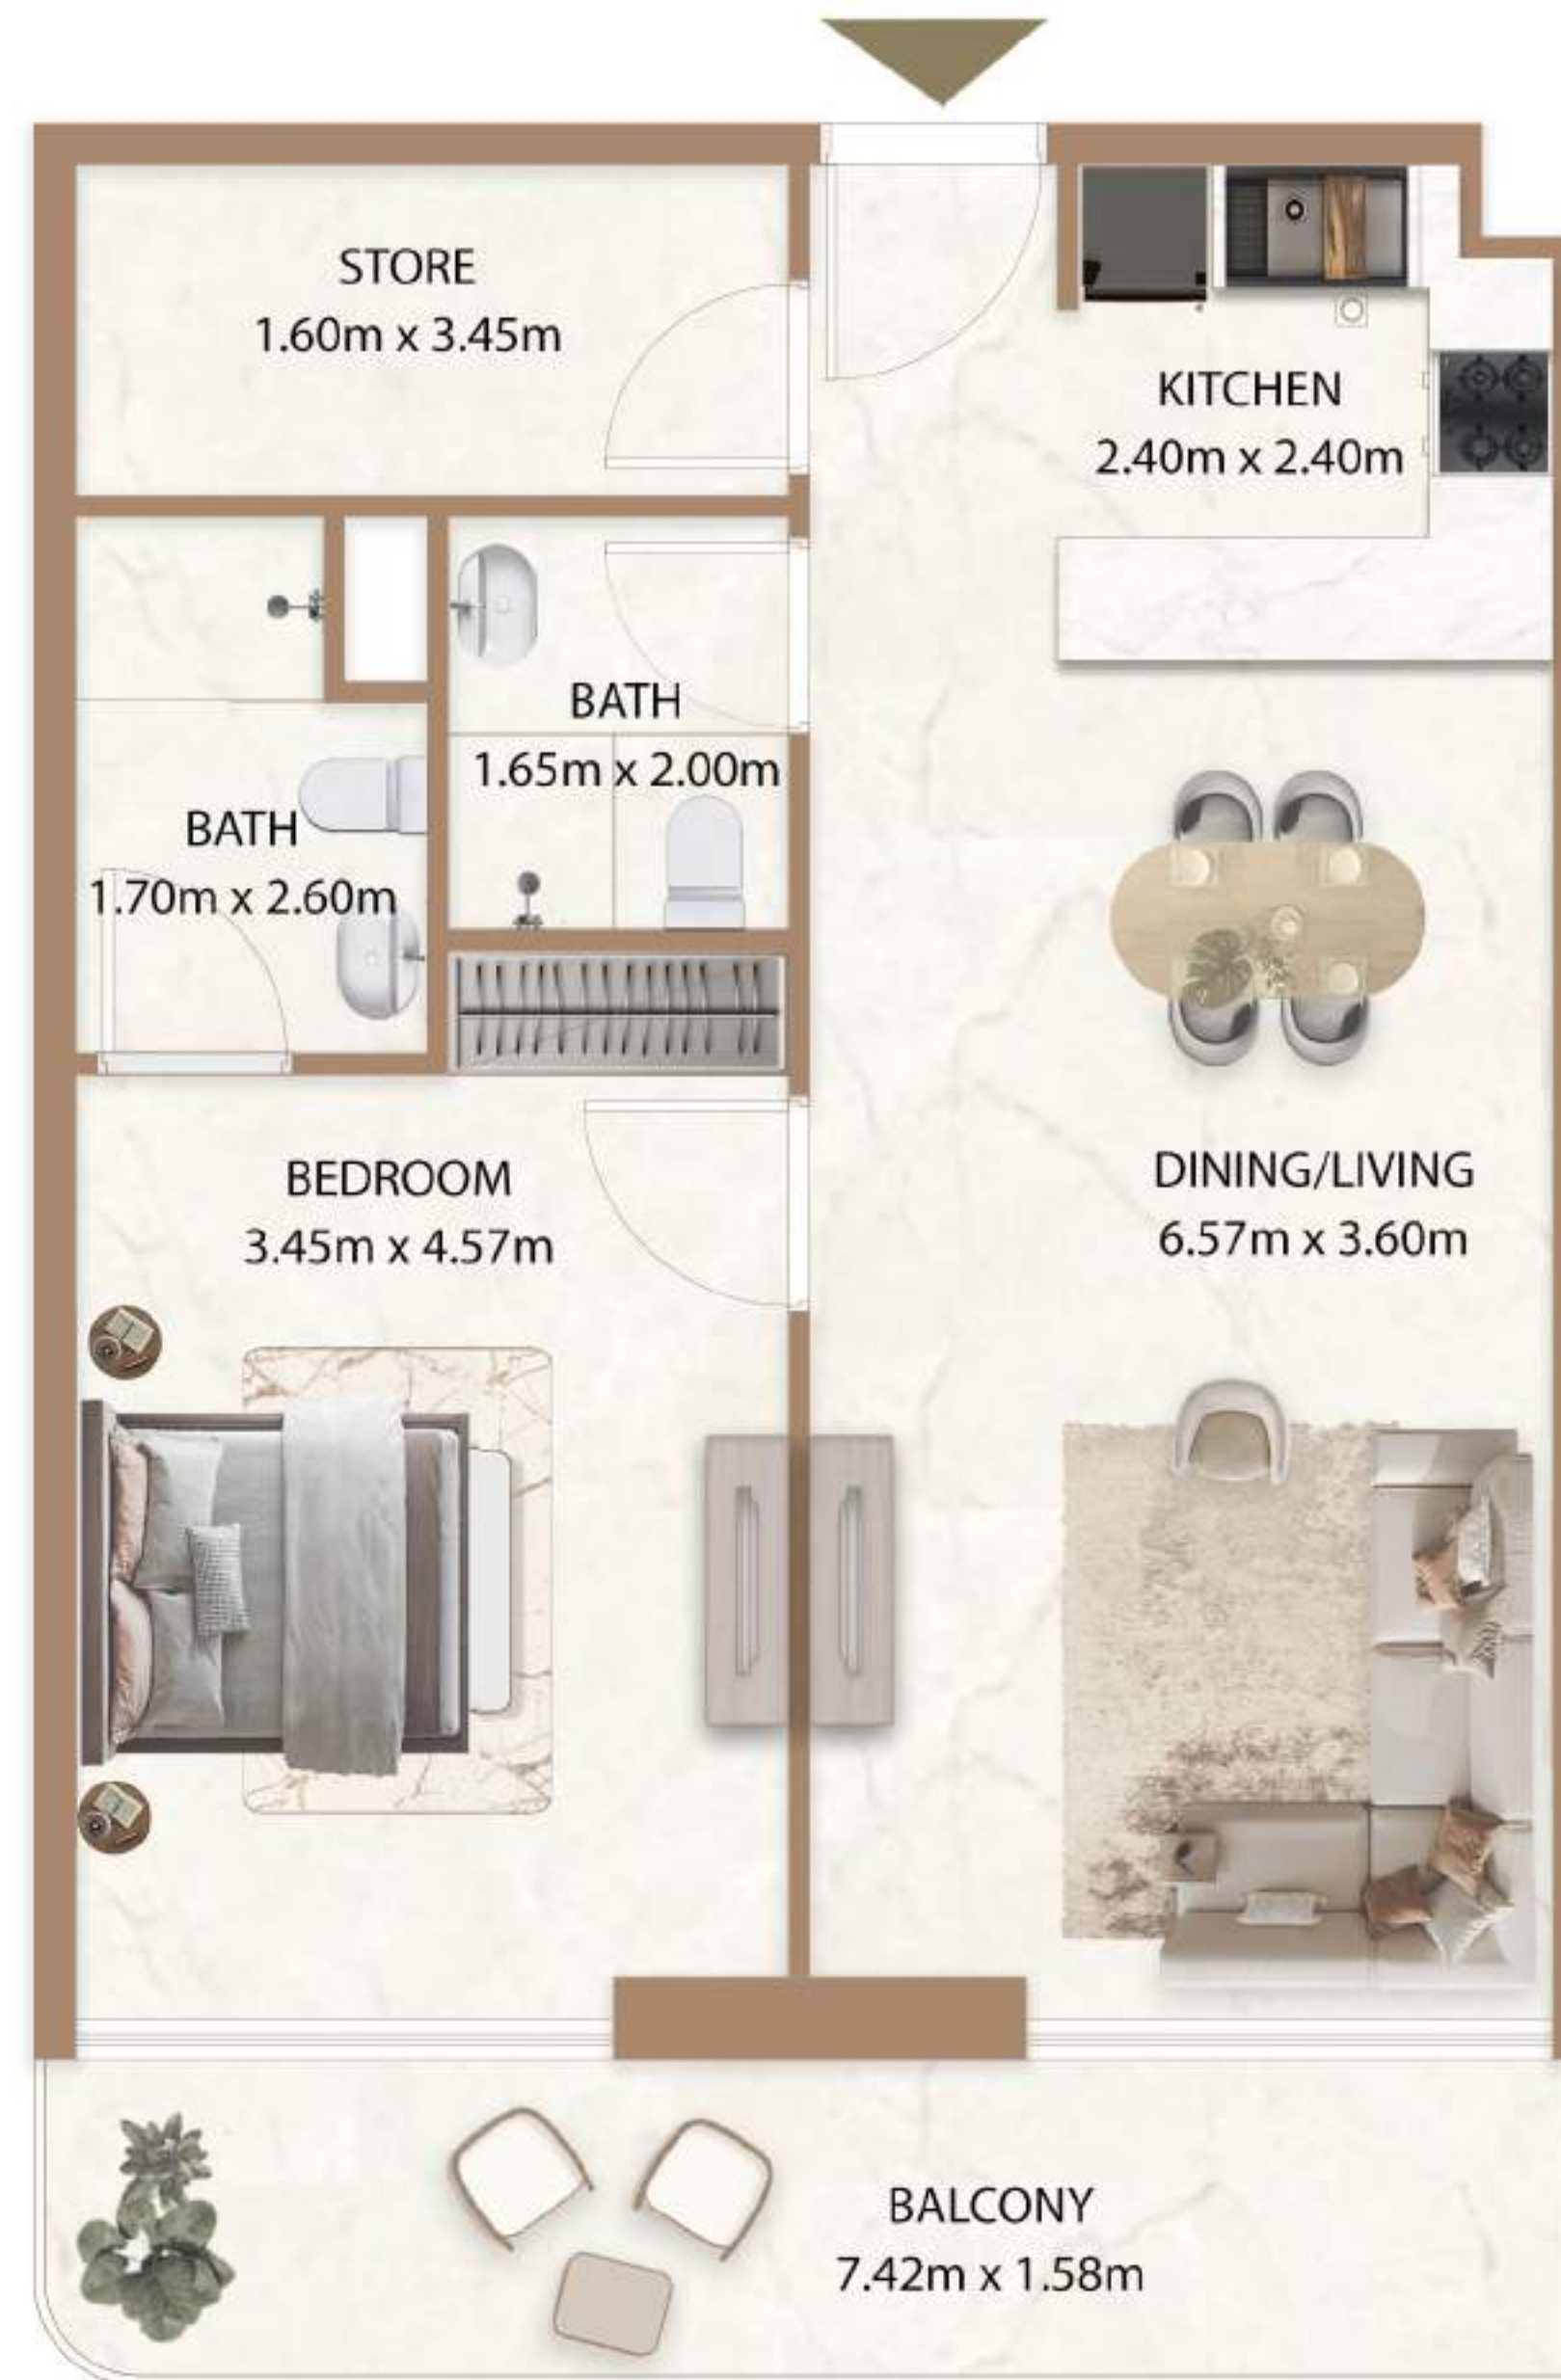 STORE
1.60m x 3.45m
KITCHEN
2.40m x 2.40m
BATH
1.65m x 2.00m
BATH
1.70m x 2.60m
BEDROOM
3.45m x 4.57m
DINING/LIVING
6.57m x 3.60m
BALCONY
7.42m x 1.58m